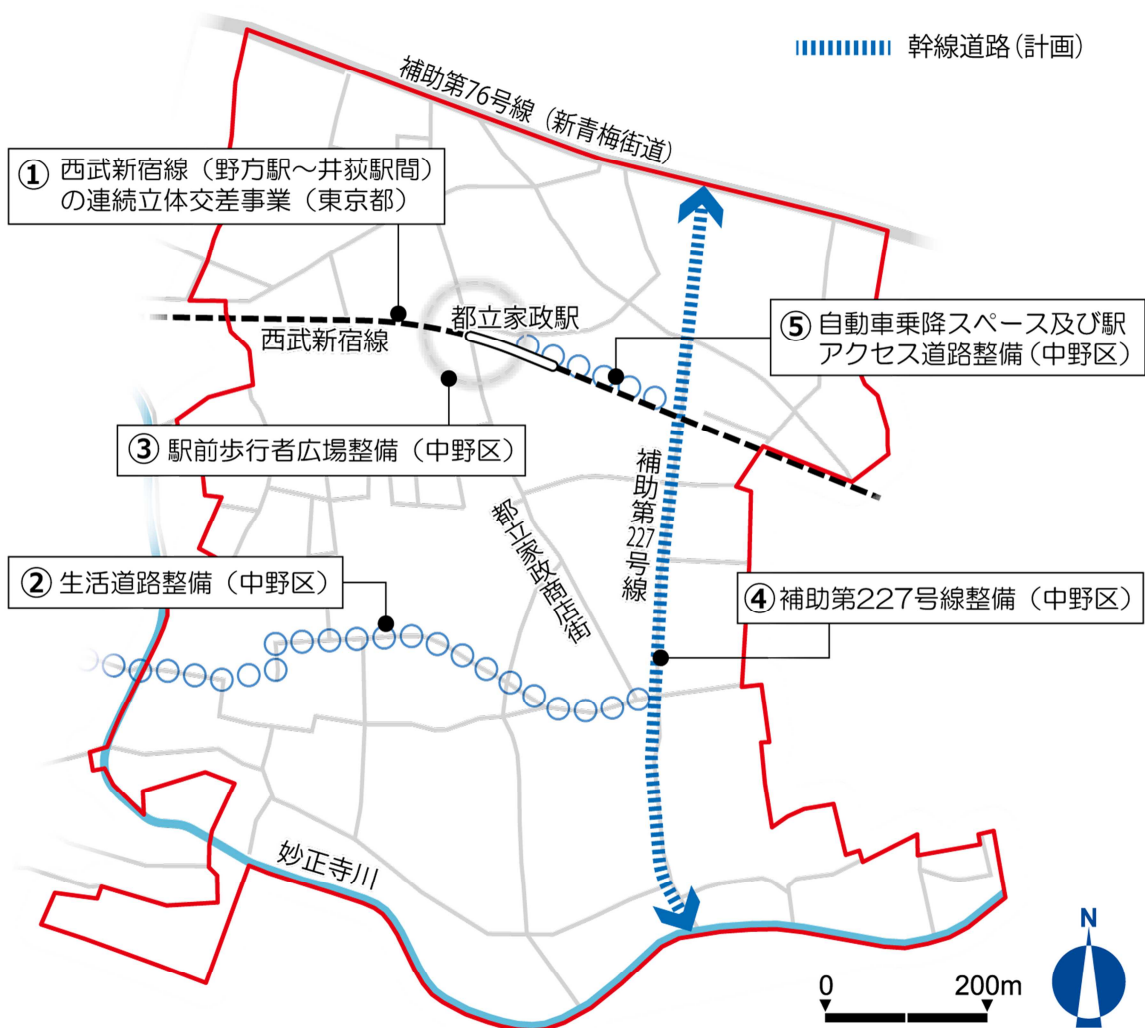 幹線道路(計画)
補助第76号線(新青梅街道)
① 西武新宿線(野方駅〜井荻駅間)
の連続立体交差事業(東京都)
都立家政駅
西武新宿線
⑤ 自動車乗降スペース及び駅
アクセス道路整備(中野区)
③ 駅前歩行者広場整備(中野区)
補助第227号線
都立家政商店街
② 生活道路整備(中野区)
④ 補助第227号線整備(中野区)
妙正寺川
N
0 200m